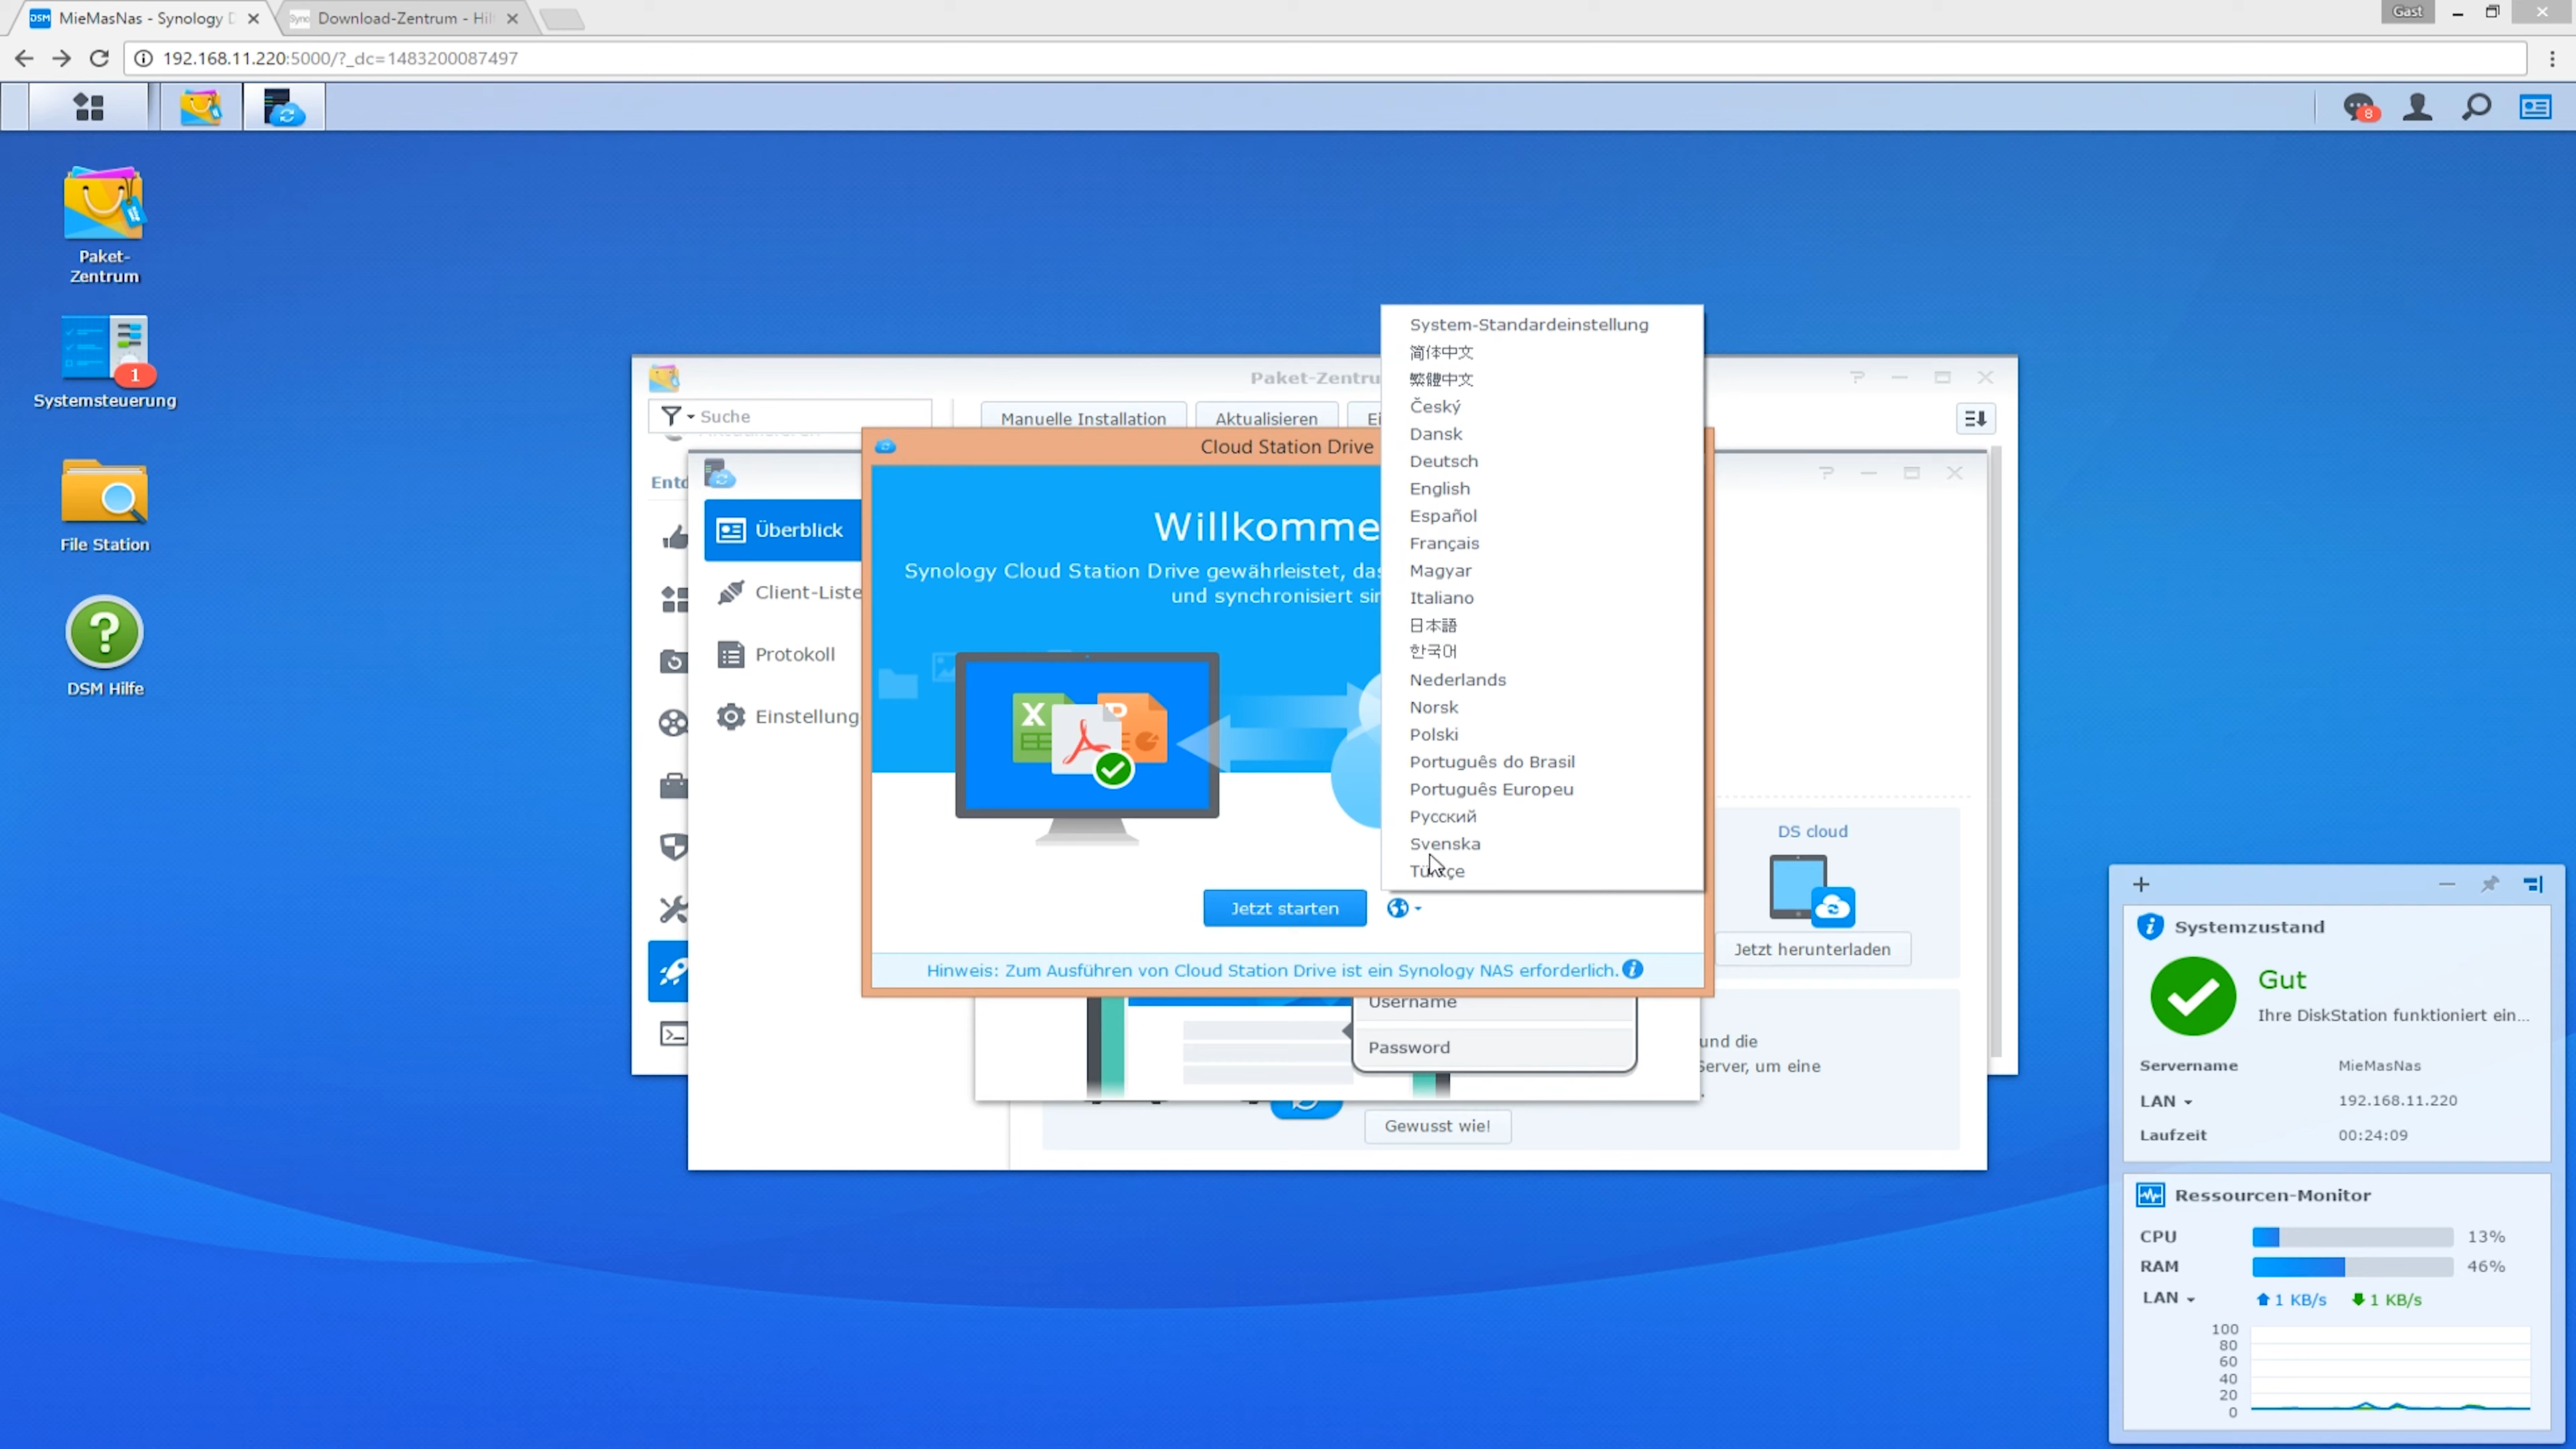 MieMasNas - Synology D
Download-Zentrum - Hil
Gast
192.168.11.220:5000/?_dc=1483200087497
8
Paket-
Zentrum
1
Systemsteuerung
File Station
DSM Hilfe
Paket-Zentru
Suche
Manuelle Installation
Aktualisieren
Ei
Entd
Überblick
Client-Liste
Protokoll
Einstellung
Cloud Station Drive
Willkomme
Synology Cloud Station Drive gewährleistet, das
und synchronisiert sin
System-Standardeinstellung
简体中文
繁體中文
Český
Dansk
Deutsch
English
Español
Français
Magyar
Italiano
日本語
한국어
Nederlands
Norsk
Polski
Português do Brasil
Português Europeu
Русский
Svenska
Türkçe
Jetzt starten
Hinweis: Zum Ausführen von Cloud Station Drive ist ein Synology NAS erforderlich.
DS cloud
Jetzt herunterladen
Username
Password
und die
Server, um eine
Gewusst wie!
Systemzustand
Gut
Ihre DiskStation funktioniert ein...
Servername MieMasNas
LAN 192.168.11.220
Laufzeit 00:24:09
Ressourcen-Monitor
CPU 13%
RAM 46%
LAN 1 KB/s 1 KB/s
100
80
60
40
20
0